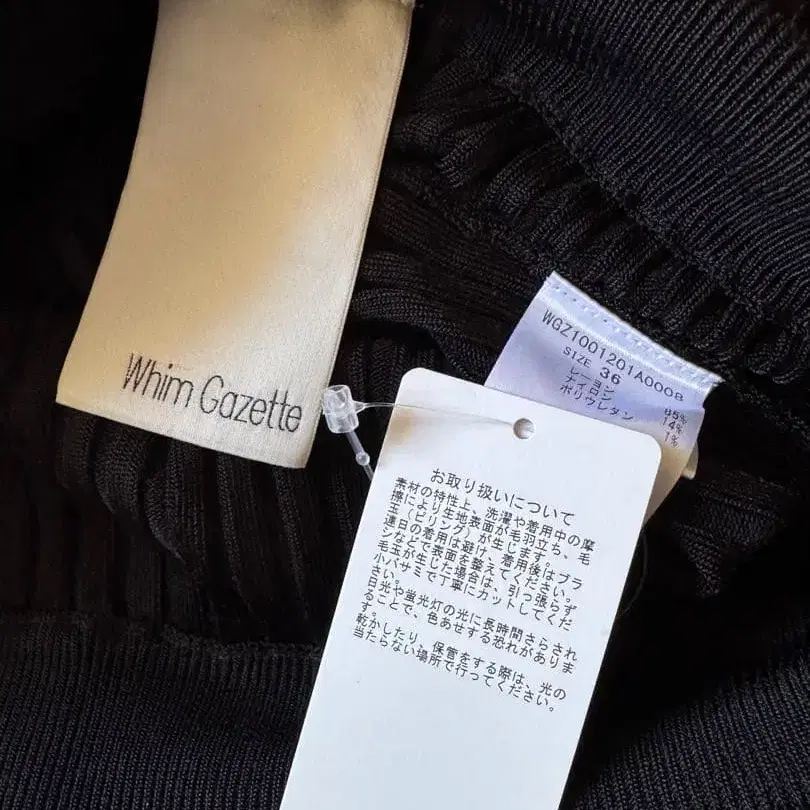 Whim Gazette
WGZ1001201A0008
SIZE 36
レーヨン 85%
ナイロン 14%
ポリウレタン 1%
お取り扱いについて
素材の特性上、洗濯や着用中の摩
擦により生地表面が毛羽立ち、毛
玉(ピリング)が生じます。
連日の着用は避け、着用後はブラ
シなどで表面を整えてください。
毛玉が生じた場合は、引っ張らず
小バサミで丁寧にカットしてくだ
さい。
日光や蛍光灯の光に長時間さらされ
ることで、色あせする恐れがありま
す。
乾かしたり、保管をする際は、光の
当たらない場所で行ってください。